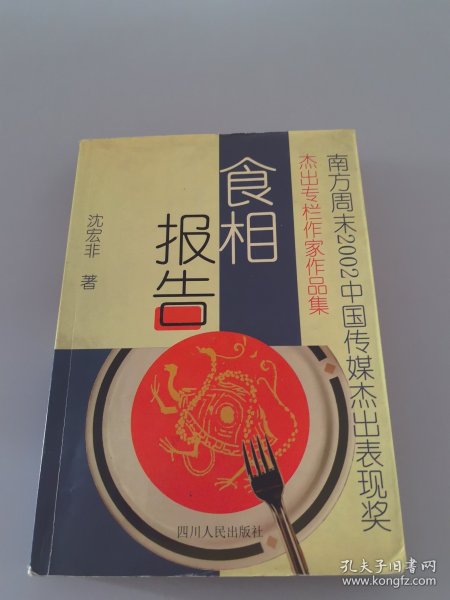 南方周末2002中国传媒杰出表现奖
杰出专栏作家作品集
食相
报告
沈宏非 著
四川人民出版社
孔夫子旧书网
www.kongfz.com